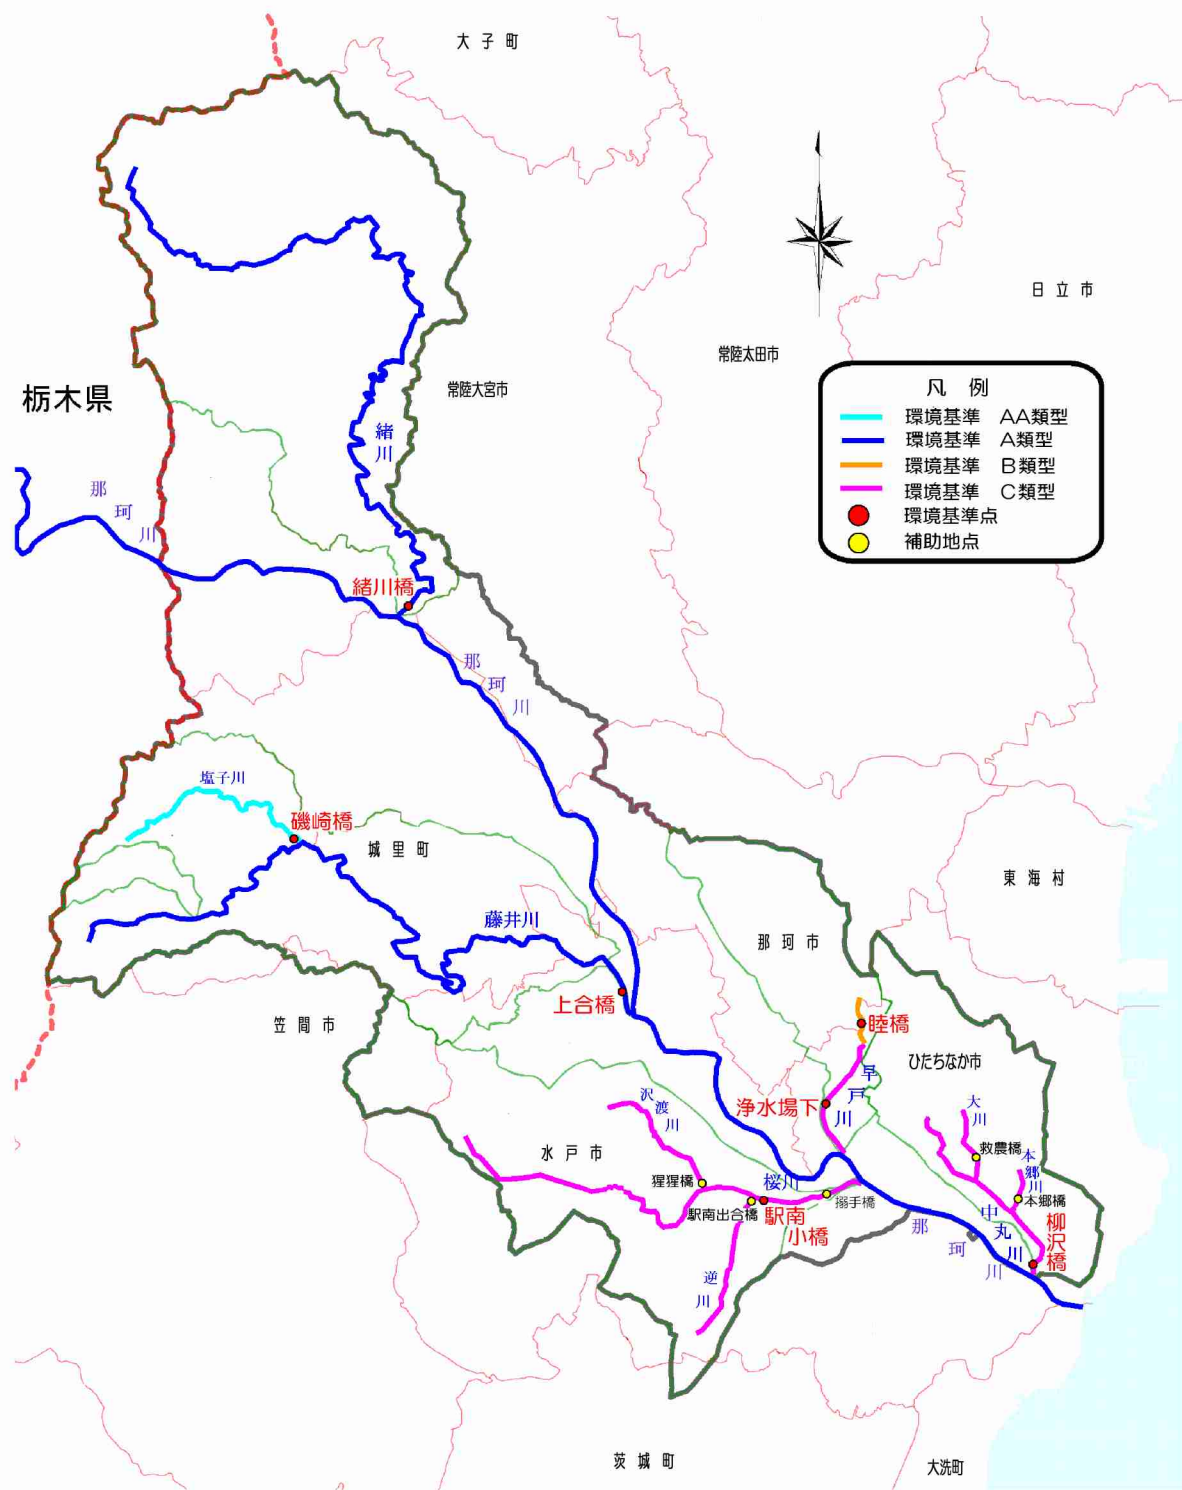 大子町
日立市
常陸太田市
常陸大宮市
栃木県
凡 例
環境基準 AA類型
環境基準 A類型
環境基準 B類型
環境基準 C類型
環境基準点
補助地点
緒川
那珂川
緒川橋
那珂川
塩子川
磯崎橋
城里町
東海村
藤井川
那珂市
上合橋
笠間市
睦橋
ひたちなか市
早戸川
沢渡川
浄水場下
大川
救農橋
水戸市
本郷川
猩猩橋
桜川
搦手橋
本郷橋
駅南出合橋
駅南
小橋
中丸川
柳沢橋
那珂川
逆川
茨城町
大洗町